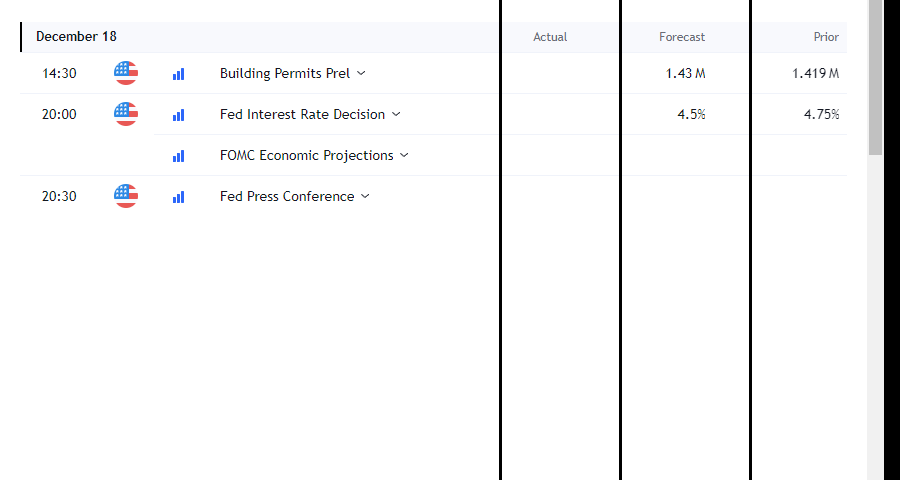 December 18 Actual Forecast Prior
14:30 Building Permits Prel 1.43 M 1.419 M
20:00 Fed Interest Rate Decision 4.5% 4.75%
FOMC Economic Projections
20:30 Fed Press Conference